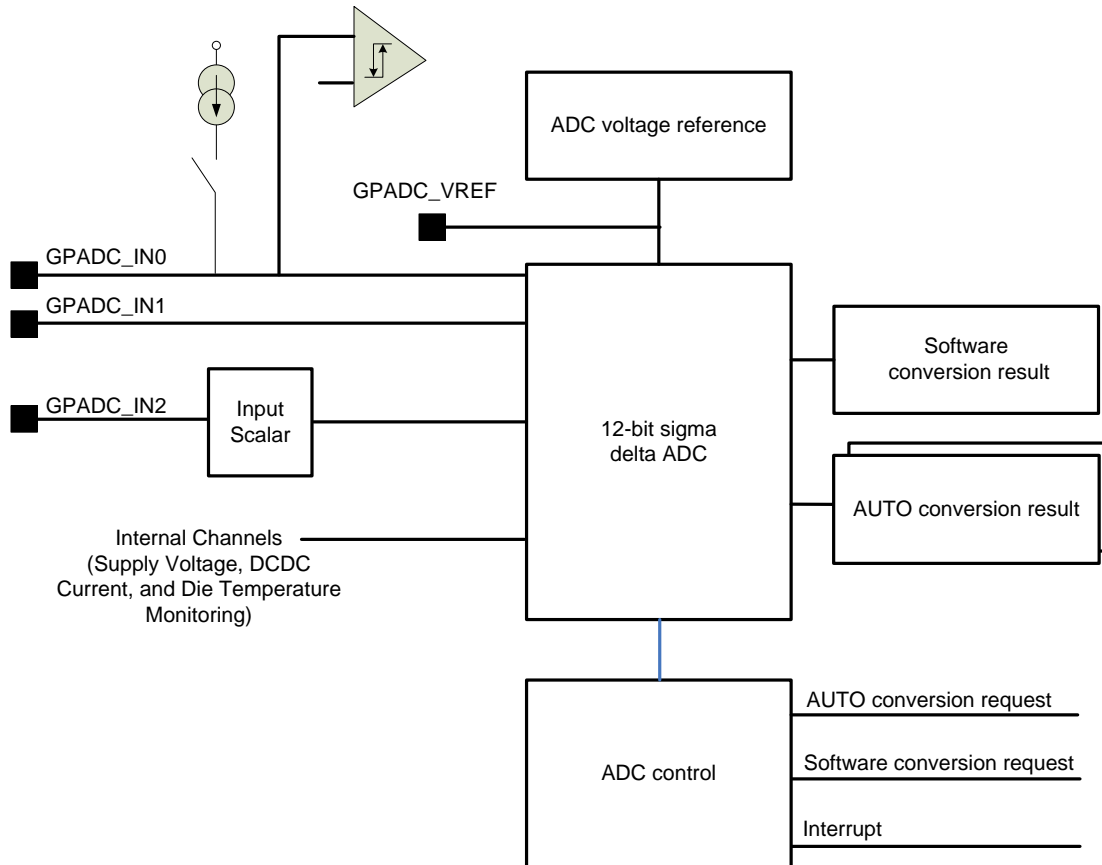 ADC voltage reference
GPADC_VREF
GPADC_IN0
GPADC_IN1
Software
conversion result
GPADC_IN2
Input
Scalar
12-bit sigma
delta ADC
AUTO conversion result
Internal Channels
(Supply Voltage, DCDC
Current, and Die Temperature
Monitoring)
AUTO conversion request
Software conversion request
ADC control
Interrupt